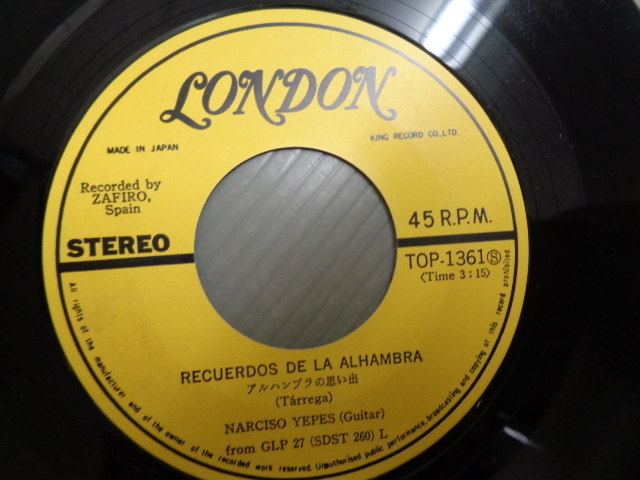 LONDON
MADE IN JAPAN
KING RECORD CO.,LTD.
Recorded by
ZAFIRO,
Spain
45 R.P.M.
STEREO
TOP-1361Ⓢ
(Time 3:15)
RECUERDOS DE LA ALHAMBRA
アルハンブラの思い出
(Tárrega)
NARCISO YEPES (Guitar)
from GLP 27 (SDST 260) L
All rights of the manufacturer and of the owner of the recorded work reserved. Unauthorised public performance, broadcasting and copying of this record prohibited